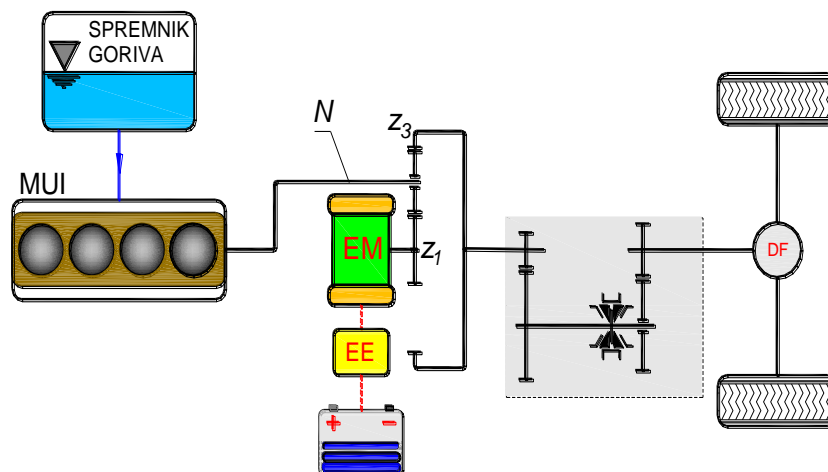 SPREMNIK
GORIVA
z3
N
MUI
EM
z1
DF
EE
+ −